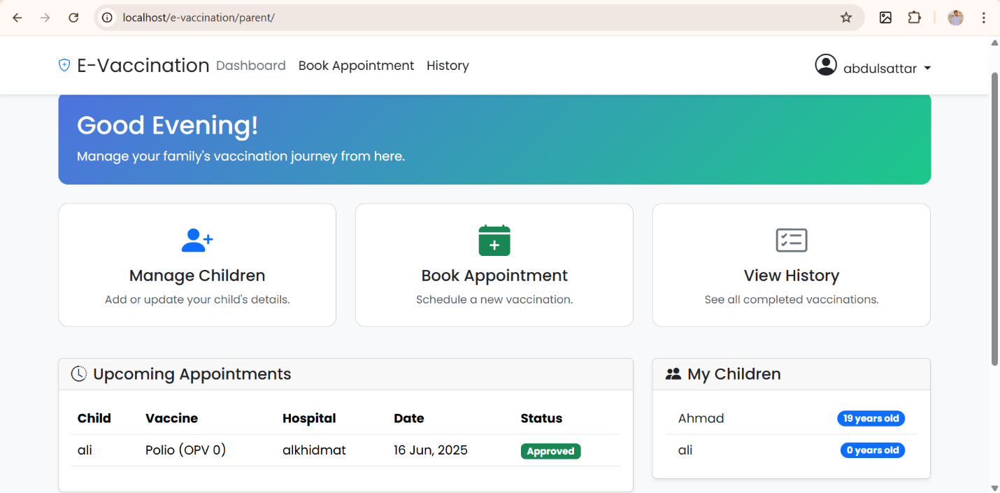 localhost/e-vaccination/parent/
E-Vaccination Dashboard Book Appointment History abdulsattar
Good Evening!
Manage your family's vaccination journey from here.
Manage Children
Add or update your child's details.
Book Appointment
Schedule a new vaccination.
View History
See all completed vaccinations.
Upcoming Appointments
Child Vaccine Hospital Date Status
ali Polio (OPV 0) alkhidmat 16 Jun, 2025 Approved
My Children
Ahmad 19 years old
ali 0 years old